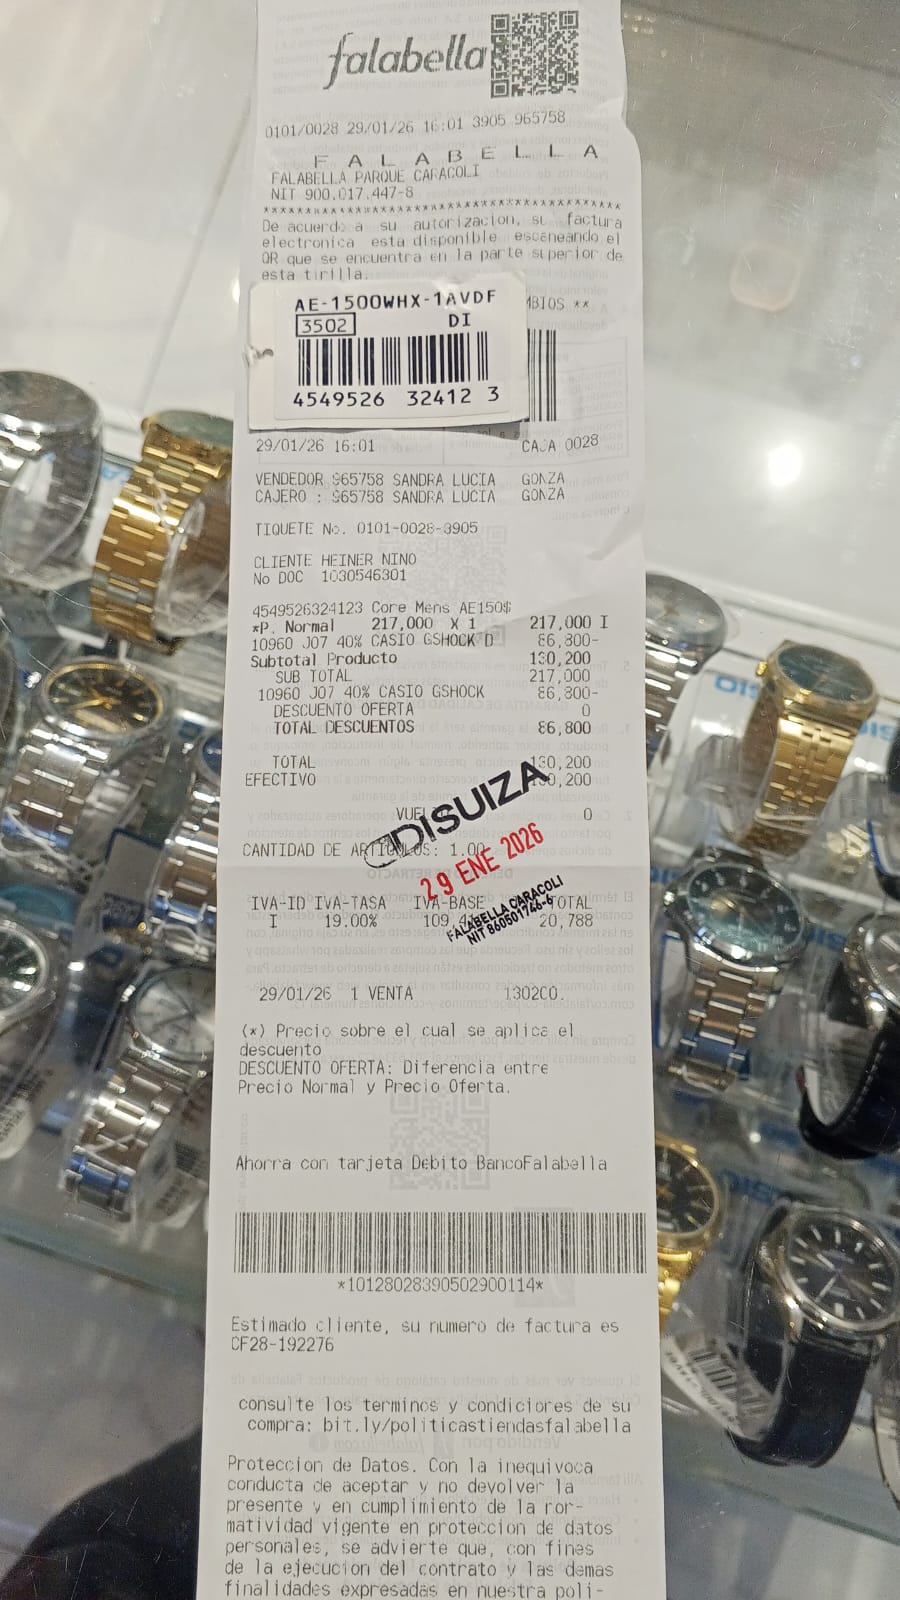 falabella
0101/0028 29/01/26 16:01 3905 965758
F A L A B E L L A
FALABELLA PARQUE CARACOLI
NIT 900.017.447-8
****************************************
De acuerdo a su autorizacion, su factura
electronica esta disponible escaneando el
QR que se encuentra en la parte superior de
esta tirilla.
MBIOS **
AE-1500WHX-1AVDF
3502 DI
4549526 32412 3
29/01/26 16:01 CAJA 0028
VENDEDOR 965758 SANDRA LUCIA GONZA
CAJERO : 965758 SANDRA LUCIA GONZA
TIQUETE No. 0101-0028-3905
CLIENTE HEINER NINO
No DOC 1030546301
4549526324123 Core Mens AE150$
*P. Normal 217,000 X 1 217,000 I
10960 J07 40% CASIO GSHOCK D 86,800-
Subtotal Producto 130,200
SUB TOTAL 217,000
10960 J07 40% CASIO GSHOCK 86,800-
DESCUENTO OFERTA 0
TOTAL DESCUENTOS 86,800
TOTAL 130,200
EFECTIVO 130,200
VUE 0
DISUIZA
CANTIDAD DE ARTICULOS: 1.00
29 ENE 2026
FALABELLA CARACOLI
NIT 860501746-6
IVA-ID IVA-TASA IVA-BASE TOTAL
I 19.00% 109,4 20,788
29/01/26 1 VENTA 130200.
(*) Precio sobre el cual se aplica el
descuento
DESCUENTO OFERTA: Diferencia entre
Precio Normal y Precio Oferta.
Ahorra con tarjeta Debito BancoFalabella
*10128028390502900114*
Estimado cliente, su numero de factura es
CF28-192276
consulte los terminos y condiciones de su
compra: bit.ly/politicastiendasfalabella
Proteccion de Datos. Con la inequivoca
conducta de aceptar y no devolver la
presente y en cumplimiento de la nor-
matividad vigente en proteccion de datos
personales, se advierte que, con fines
de la ejecucion del contrato y las demas
finalidades expresadas en nuestra poli-